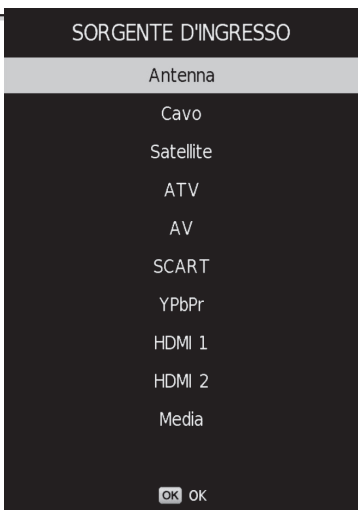 SORGENTE D'INGRESSO
Antenna
Cavo
Satellite
ATV
AV
SCART
YPbPr
HDMI 1
HDMI 2
Media
OK OK